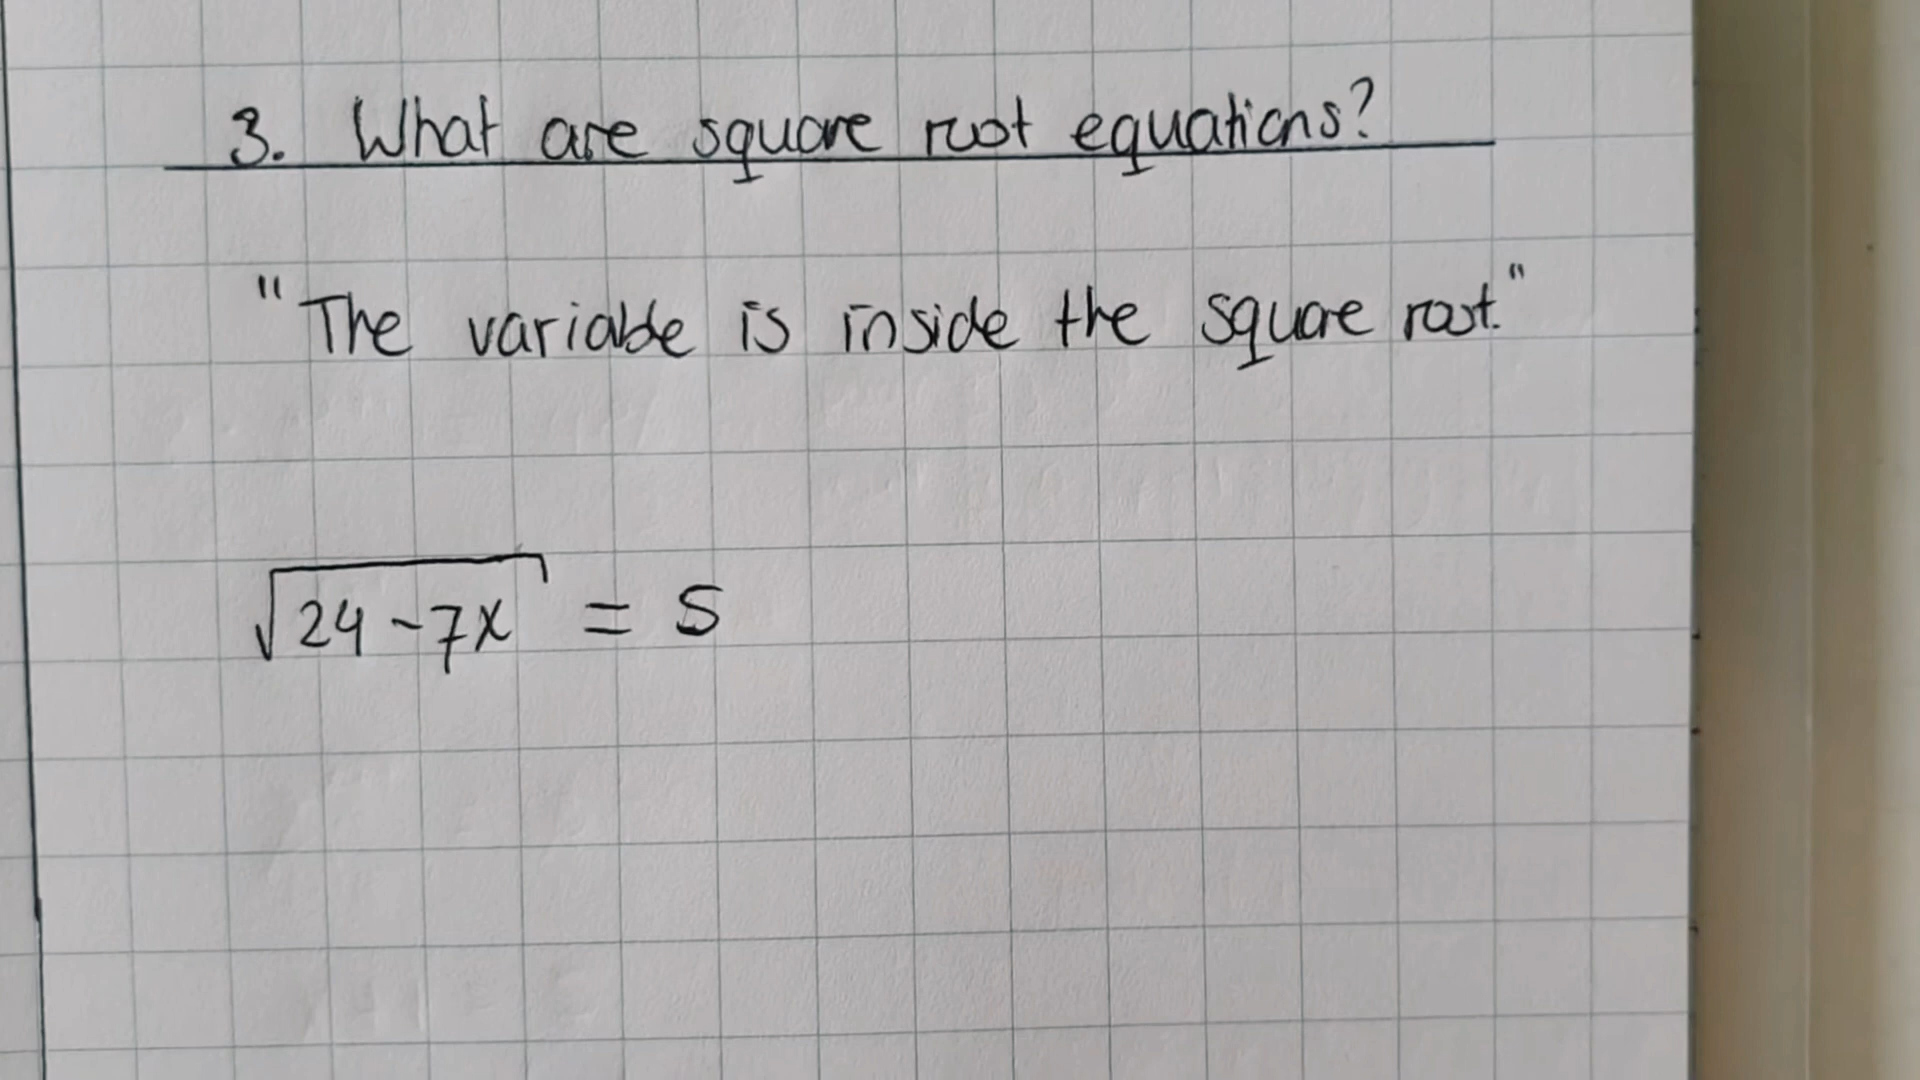 3. What are square root equations?
"The variable is inside the square root."
√24-7x = 5